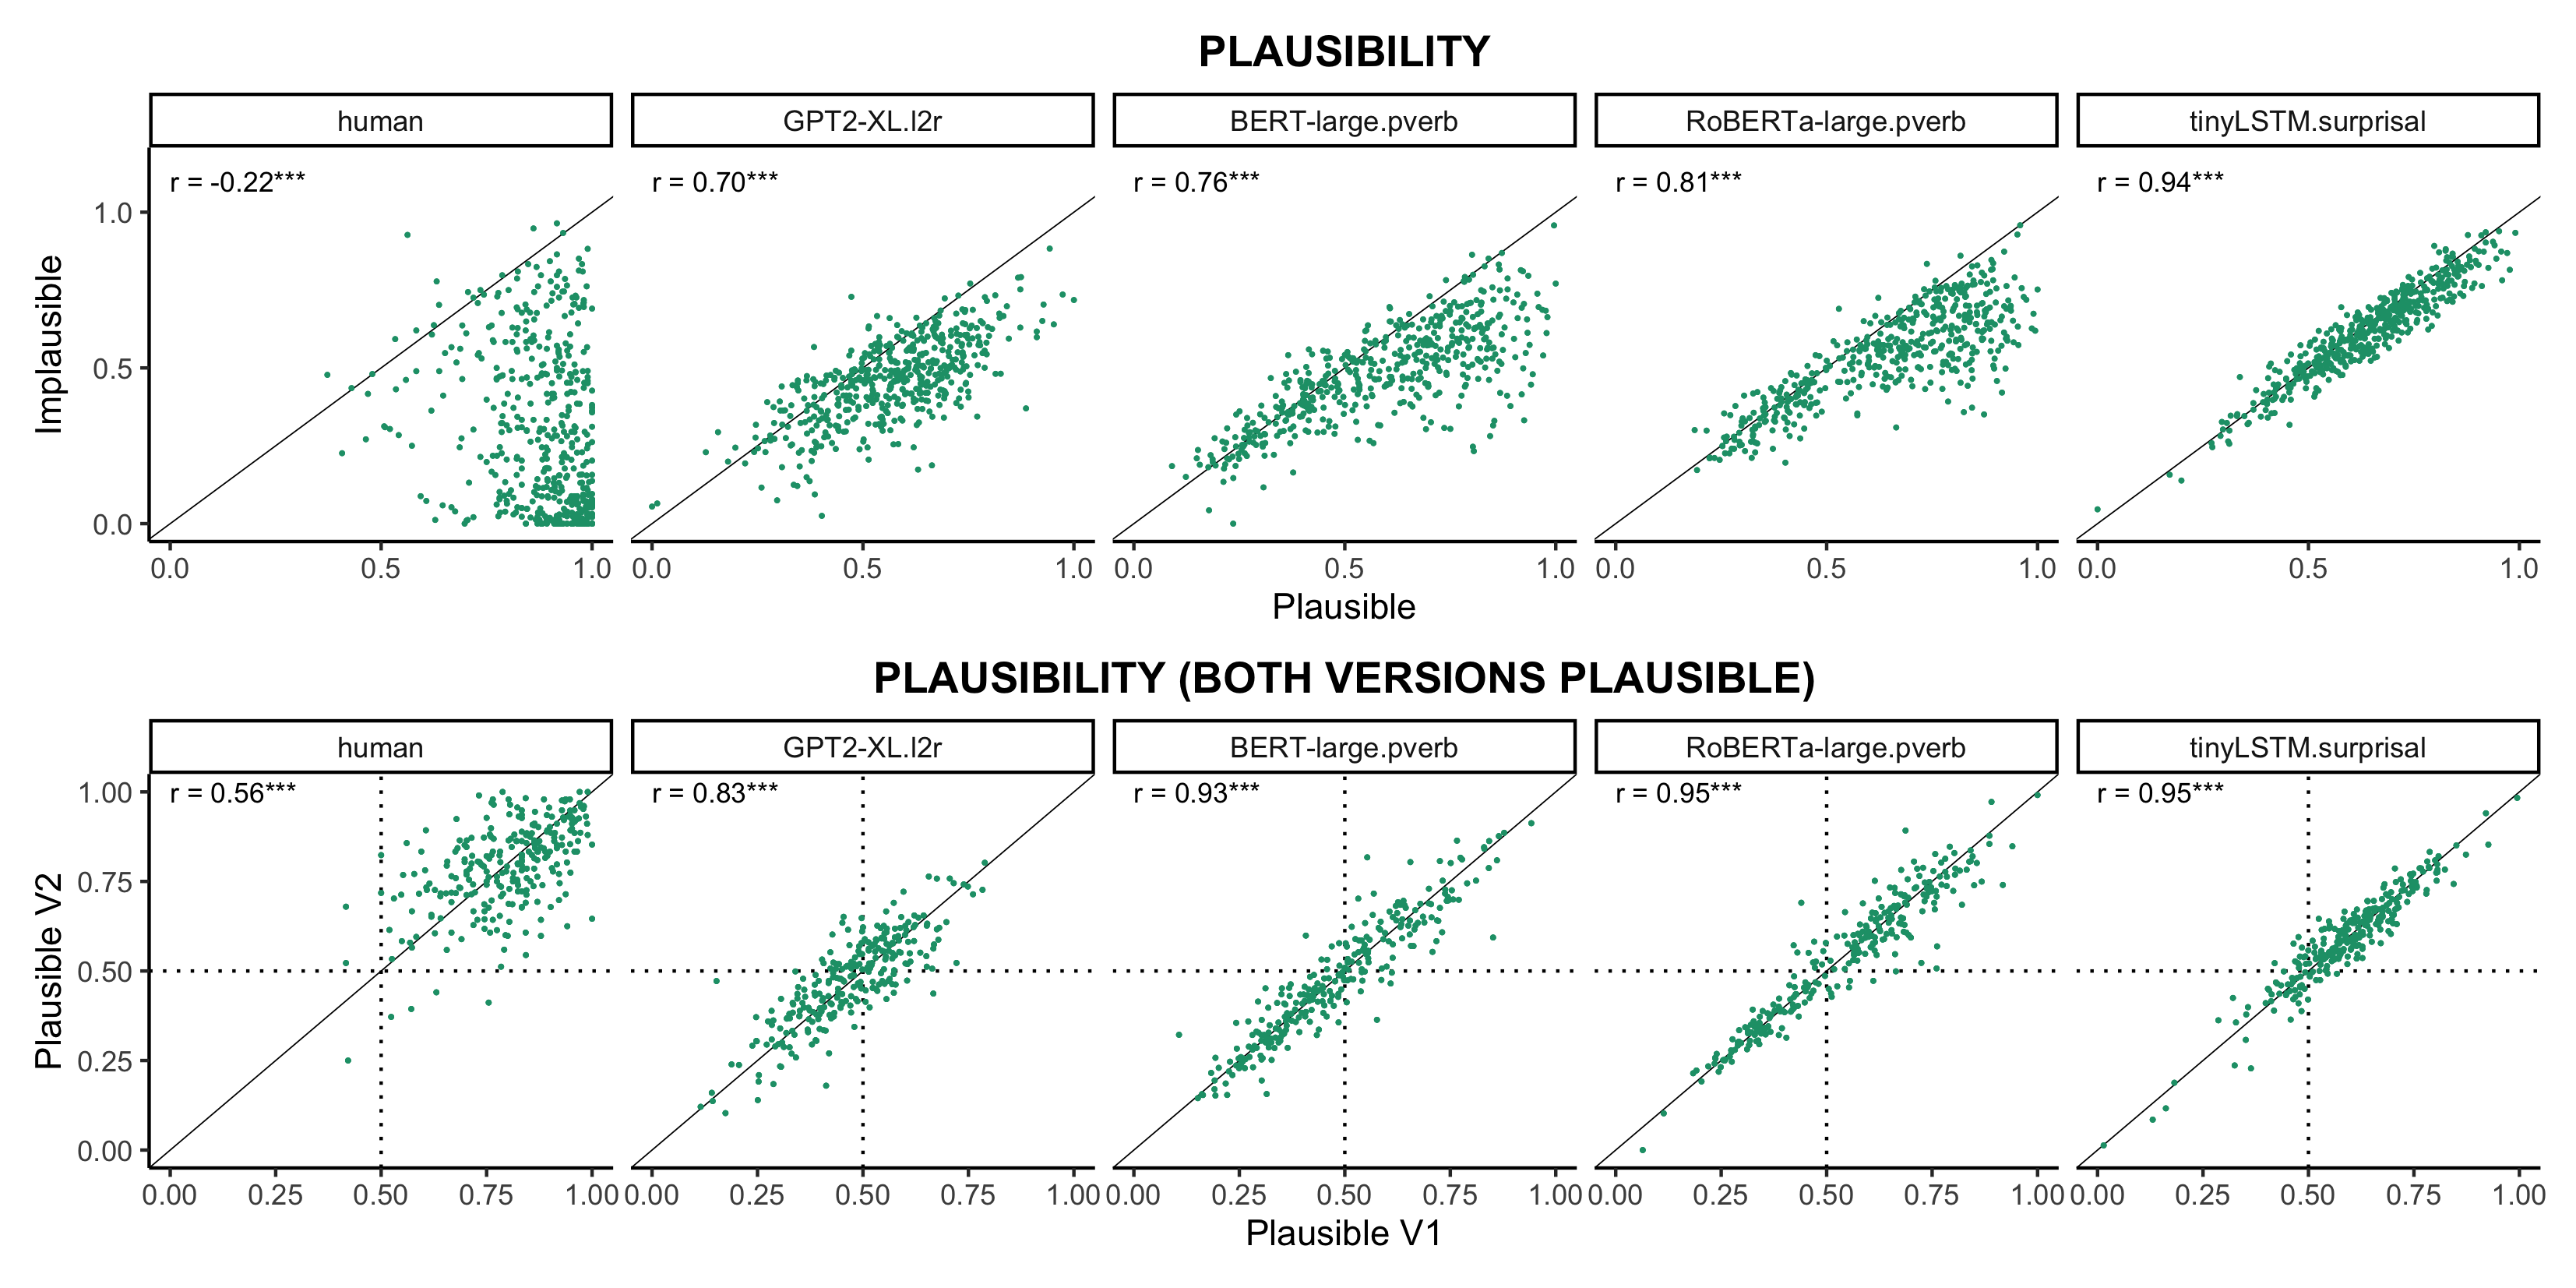 PLAUSIBILITY
human GPT2-XL.l2r BERT-large.pverb RoBERTa-large.pverb tinyLSTM.surprisal
r = -0.22*** r = 0.70*** r = 0.76*** r = 0.81*** r = 0.94***
1.0
0.5
0.0
Implausible
0.0 0.5 1.0 0.0 0.5 1.0 0.0 0.5 1.0 0.0 0.5 1.0 0.0 0.5 1.0
Plausible
PLAUSIBILITY (BOTH VERSIONS PLAUSIBLE)
human GPT2-XL.l2r BERT-large.pverb RoBERTa-large.pverb tinyLSTM.surprisal
r = 0.56*** r = 0.83*** r = 0.93*** r = 0.95*** r = 0.95***
1.00
0.75
0.50
0.25
0.00
Plausible V2
0.00 0.25 0.50 0.75 1.00 0.00 0.25 0.50 0.75 1.00 0.00 0.25 0.50 0.75 1.00 0.00 0.25 0.50 0.75 1.00 0.00 0.25 0.50 0.75 1.00
Plausible V1